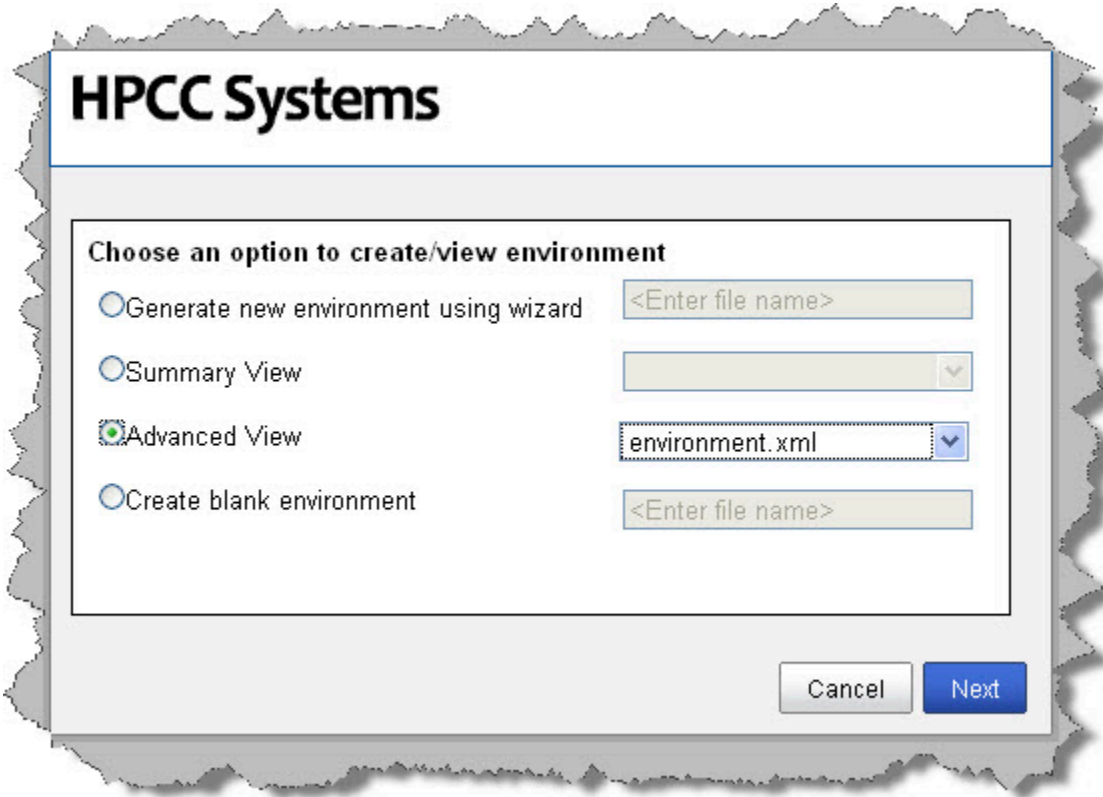 HPCC Systems
Choose an option to create/view environment
Generate new environment using wizard <Enter file name>
Summary View
Advanced View environment.xml
Create blank environment <Enter file name>
Cancel Next